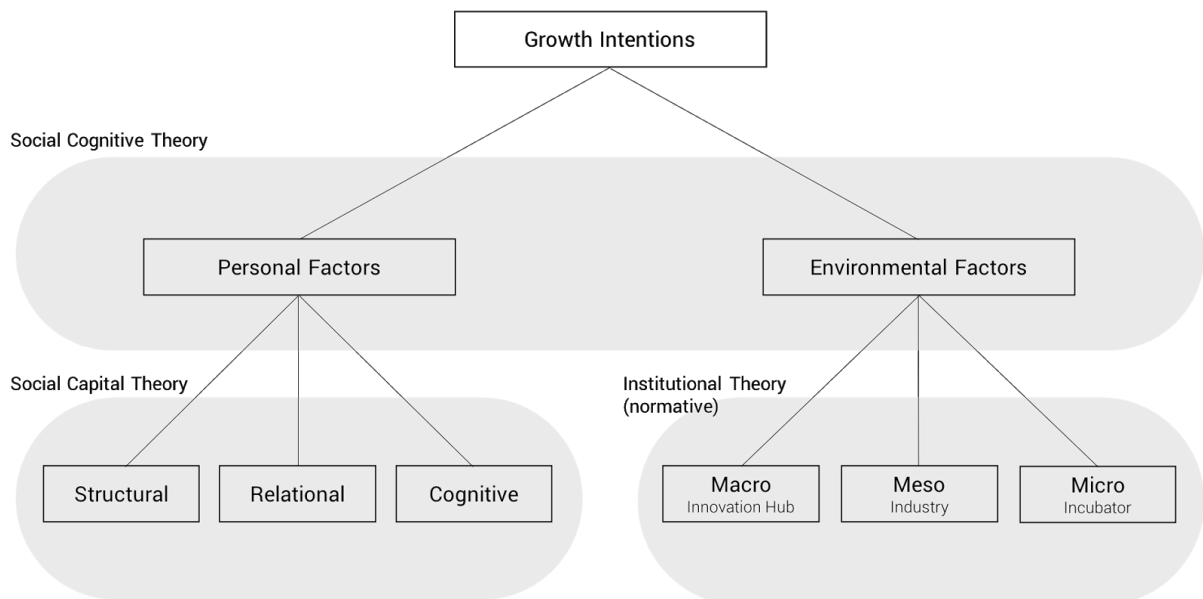 Growth Intentions
Social Cognitive Theory
Personal Factors
Environmental Factors
Social Capital Theory
Institutional Theory
(normative)
Structural
Relational
Cognitive
Macro
Innovation Hub
Meso
Industry
Micro
Incubator